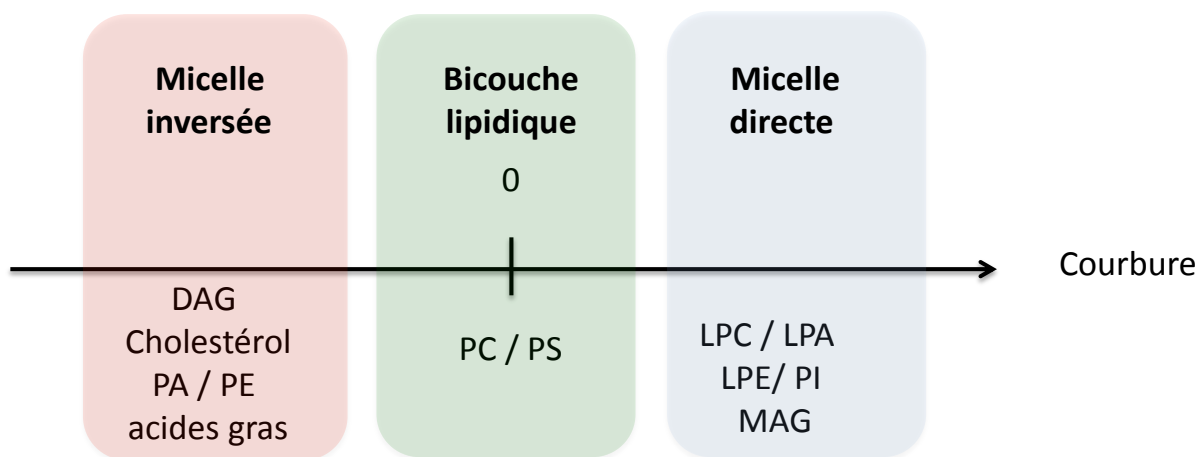 Micelle
inversée
Bicouche
lipidique
0
Micelle
directe
Courbure
DAG
Cholestérol
PA / PE
acides gras
PC / PS
LPC / LPA
LPE/ PI
MAG